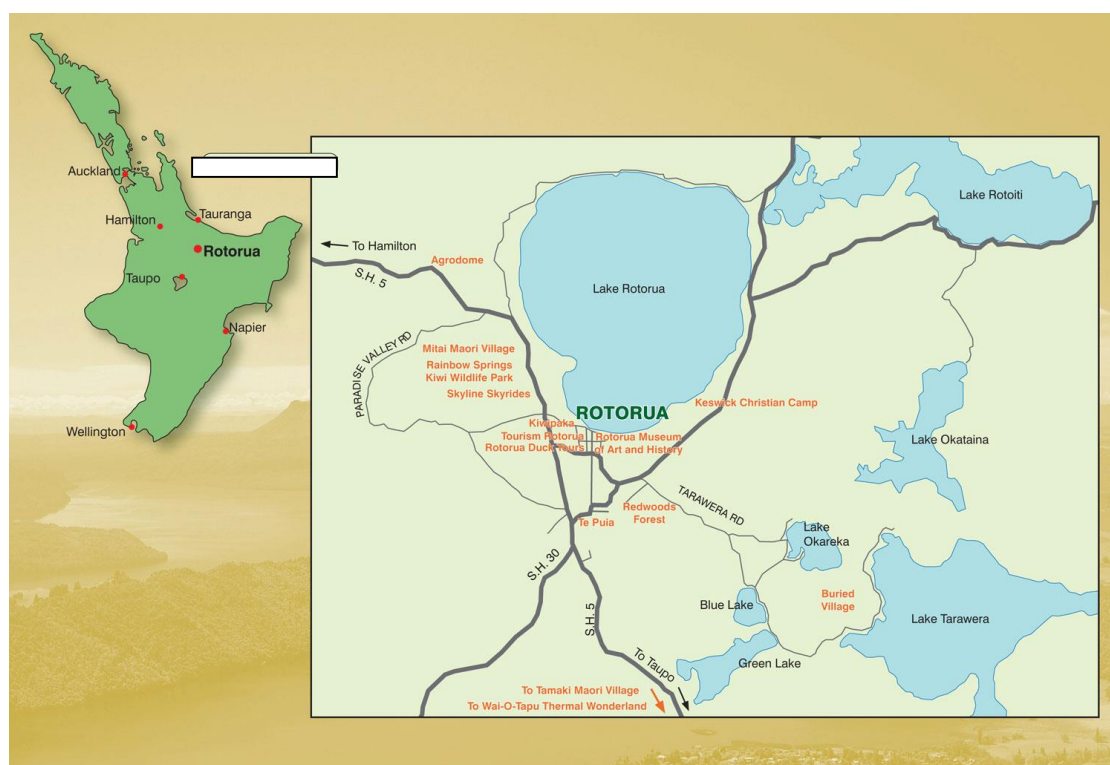 Auckland
Hamilton
Tauranga
Rotorua
Taupo
Napier
Wellington
To Hamilton
S.H. 5
Agrodome
Lake Rotorua
Lake Rotoiti
PARADISE VALLEY RD
Mitai Maori Village
Rainbow Springs
Kiwi Wildlife Park
Skyline Skyrides
ROTORUA
Keswick Christian Camp
Kiwipaka
Tourism Rotorua
Rotorua Duck Tours
Rotorua Museum
of Art and History
Lake Okataina
TARAWERA RD
Redwoods
Forest
Te Puia
Lake
Okareka
S.H. 30
Buried
Village
Blue Lake
Lake Tarawera
S.H. 5
Green Lake
To Taupo
To Tamaki Maori Village
To Wai-O-Tapu Thermal Wonderland